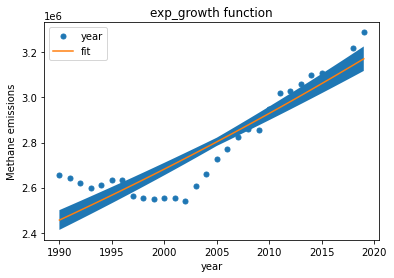 exp_growth function
1e6
year
fit
Methane emissions
3.2
3.0
2.8
2.6
2.4
1990
1995
2000
2005
2010
2015
2020
year